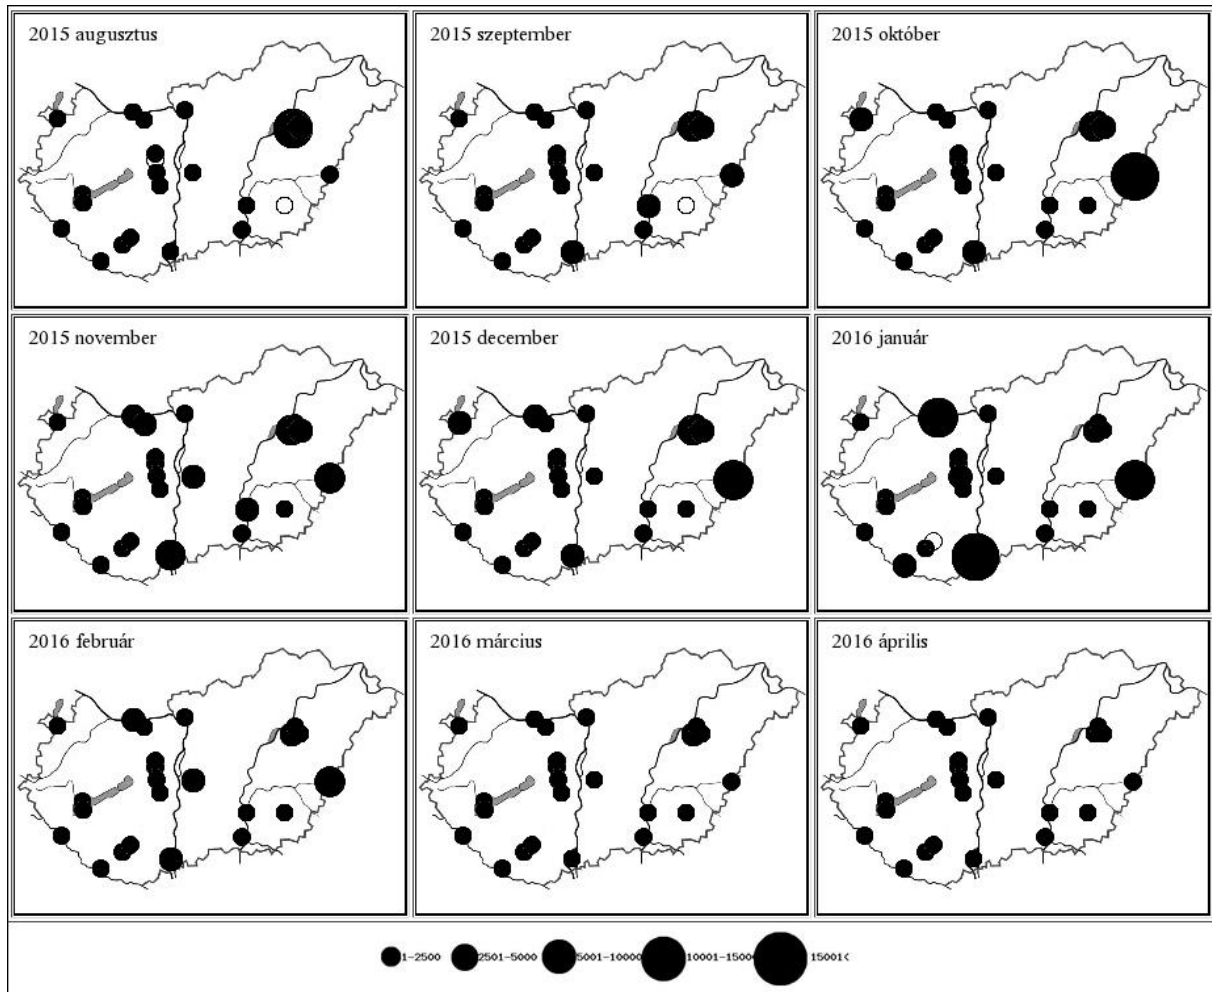 2015 augusztus
2015 szeptember
2015 október
2015 november
2015 december
2016 január
2016 február
2016 március
2016 április
1-2500 2501-5000 5001-10000 10001-1500 15001<